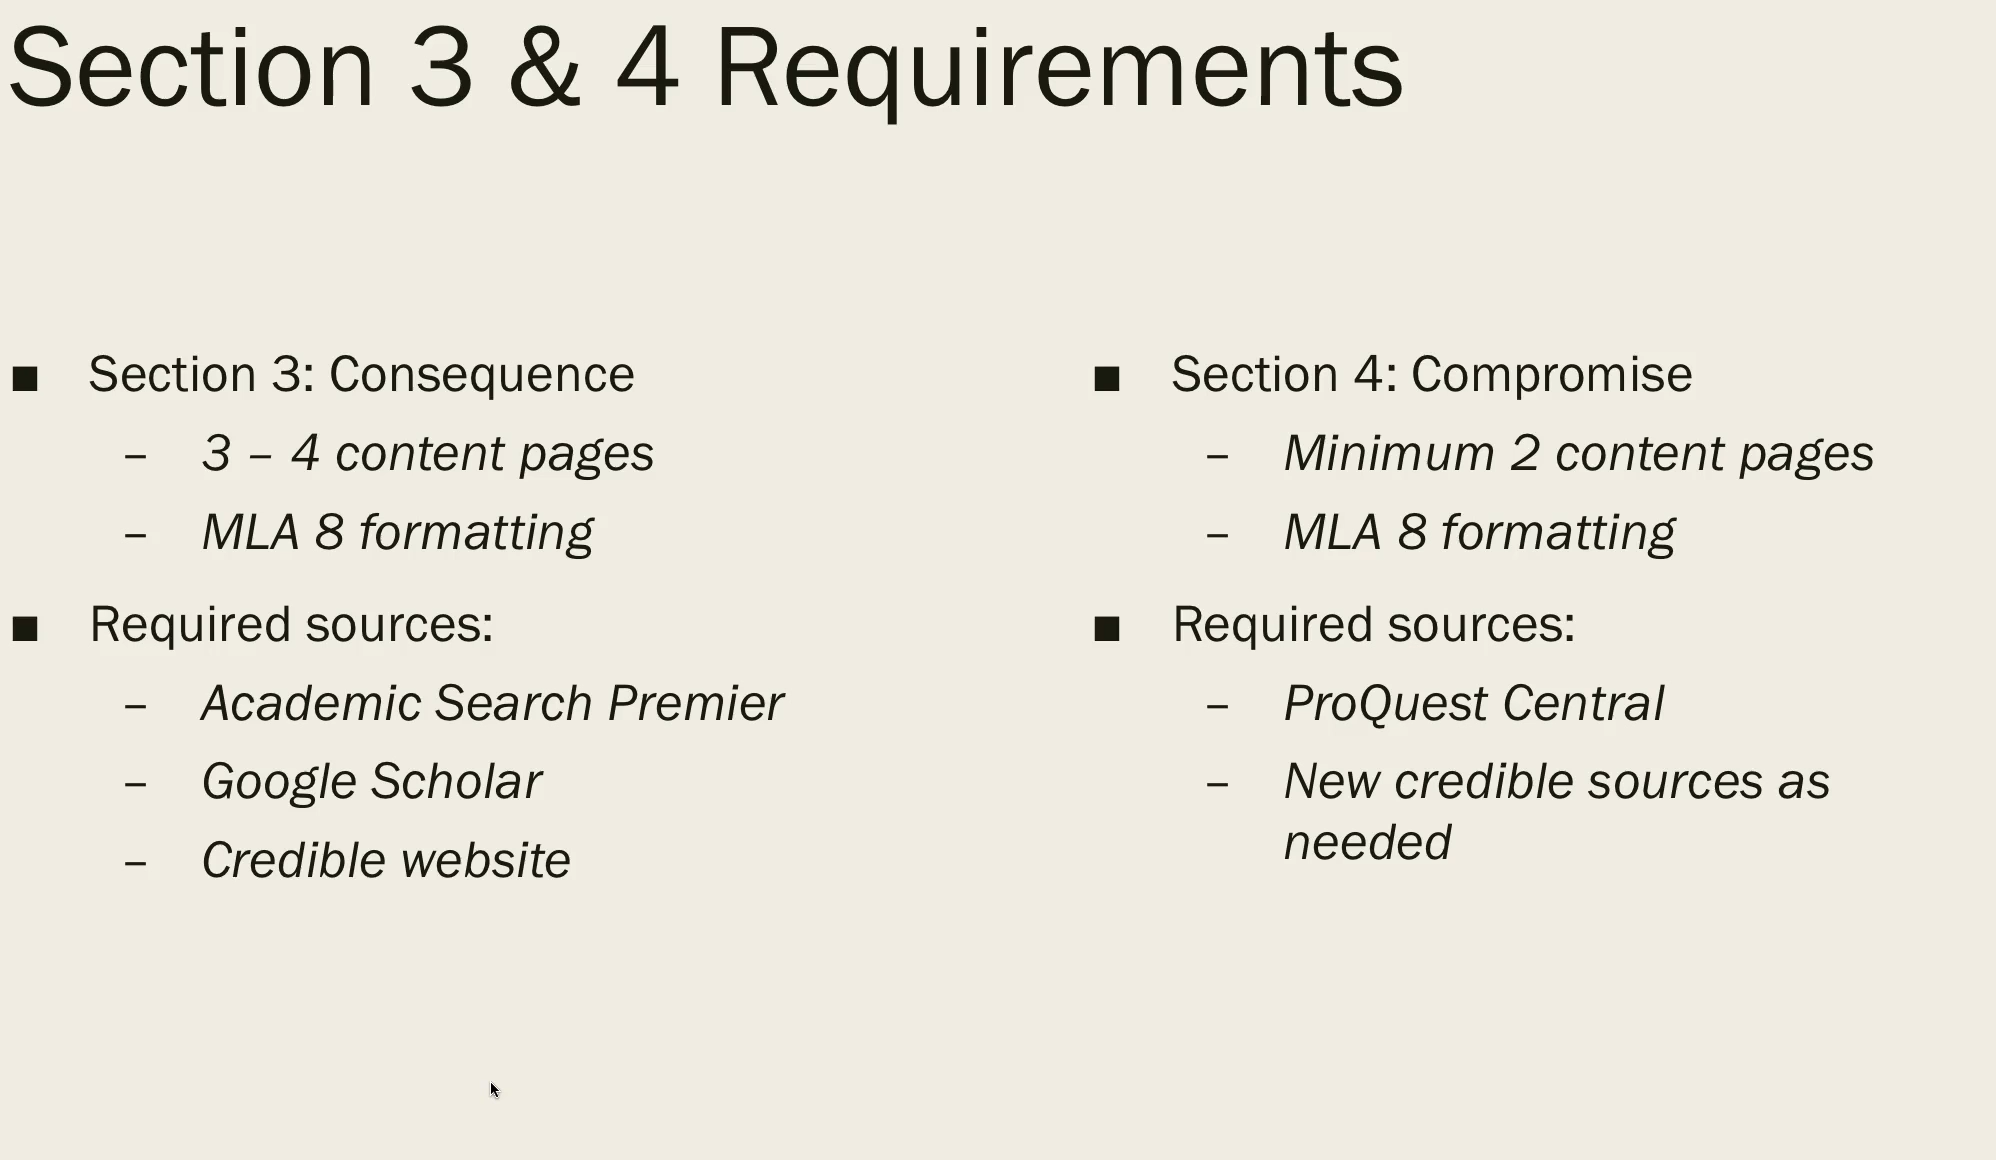 Section 3 & 4 Requirements
■ Section 3: Consequence
– 3 – 4 content pages
– MLA 8 formatting
■ Required sources:
– Academic Search Premier
– Google Scholar
– Credible website
■ Section 4: Compromise
– Minimum 2 content pages
– MLA 8 formatting
■ Required sources:
– ProQuest Central
– New credible sources as
needed